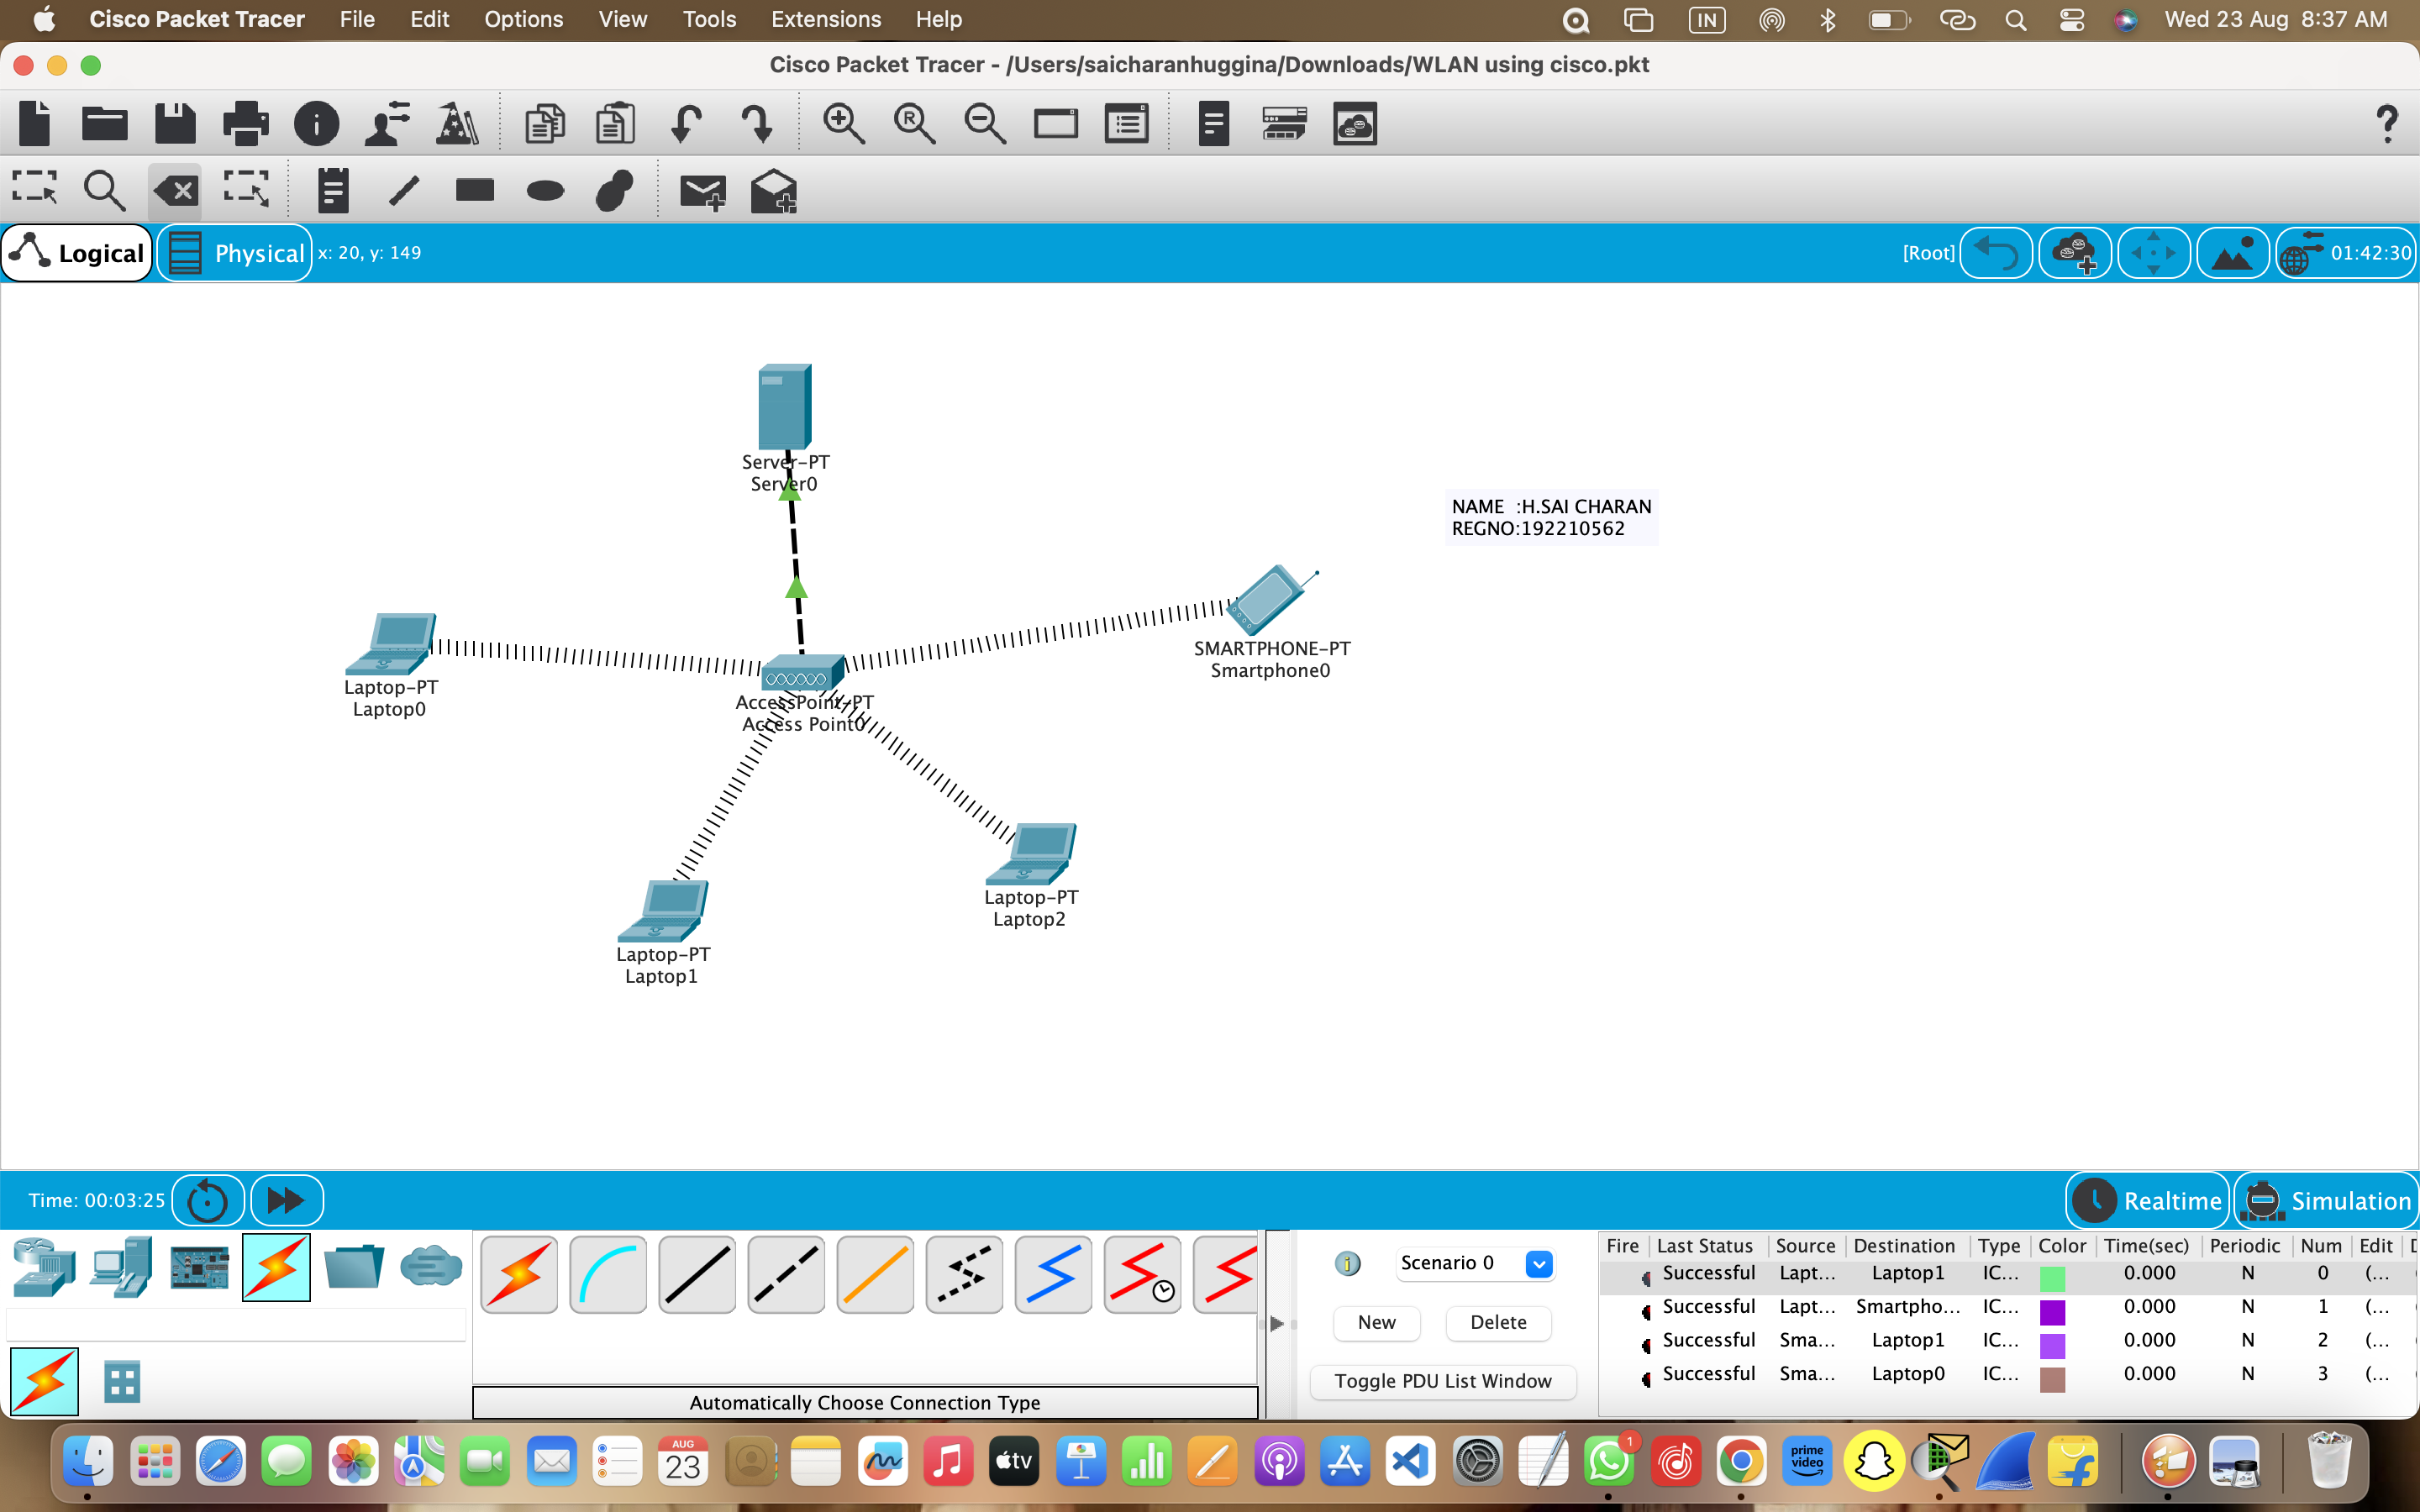 Cisco Packet Tracer File Edit Options View Tools Extensions Help IN Wed 23 Aug 8:37 AM
Cisco Packet Tracer - /Users/saicharanhuggina/Downloads/WLAN using cisco.pkt
Logical Physical x: 20, y: 149 [Root] 01:42:30
Server-PT
Server0
NAME :H.SAI CHARAN
REGNO:192210562
SMARTPHONE-PT
Smartphone0
Laptop-PT
Laptop0
AccessPoint-PT
Access Point0
Laptop-PT
Laptop2
Laptop-PT
Laptop1
Time: 00:03:25 Realtime Simulation
Fire Last Status Source Destination Type Color Time(sec) Periodic Num Edit
Successful Lapt... Laptop1 IC... 0.000 N 0 (...
Successful Lapt... Smartpho... IC... 0.000 N 1 (...
Successful Sma... Laptop1 IC... 0.000 N 2 (...
Successful Sma... Laptop0 IC... 0.000 N 3 (...
Scenario 0
New Delete
Toggle PDU List Window
Automatically Choose Connection Type
AUG
23
tv
1
prime
video